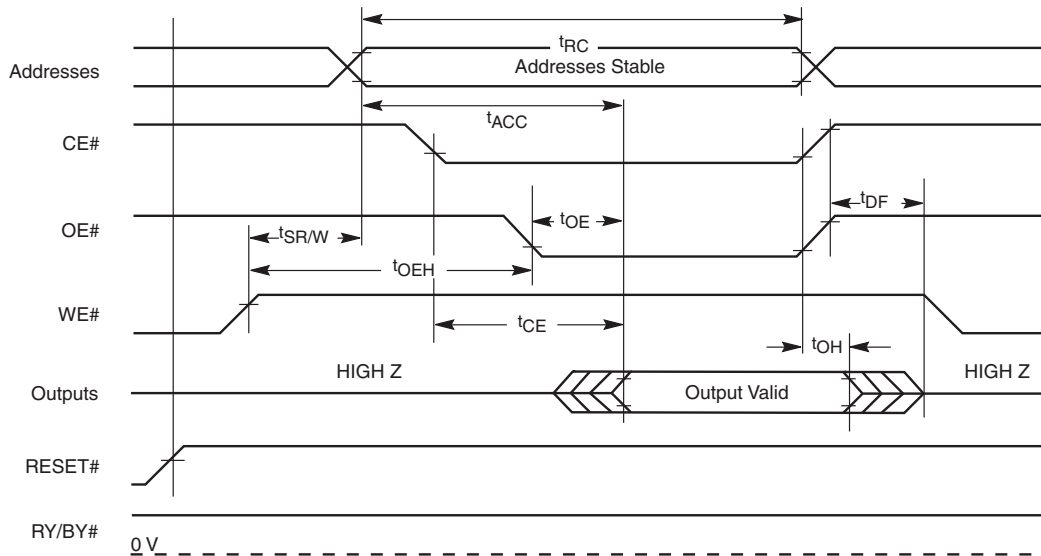 tRC
Addresses
Addresses Stable
tACC
CE#
tOE
tDF
OE#
tSR/W
tOEH
WE#
tCE
tOH
HIGH Z
HIGH Z
Outputs
Output Valid
RESET#
RY/BY#
0 V